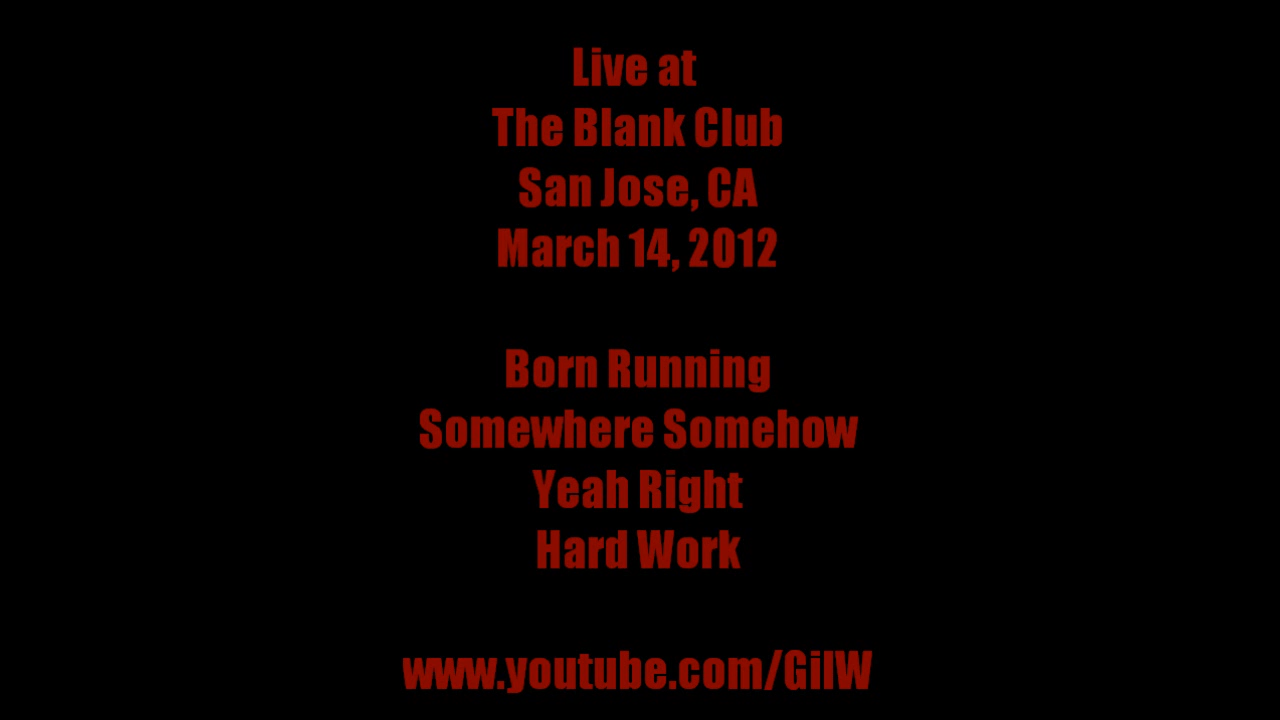 Live at
The Blank Club
San Jose, CA
March 14, 2012
Born Running
Somewhere Somehow
Yeah Right
Hard Work
www.youtube.com/GilW